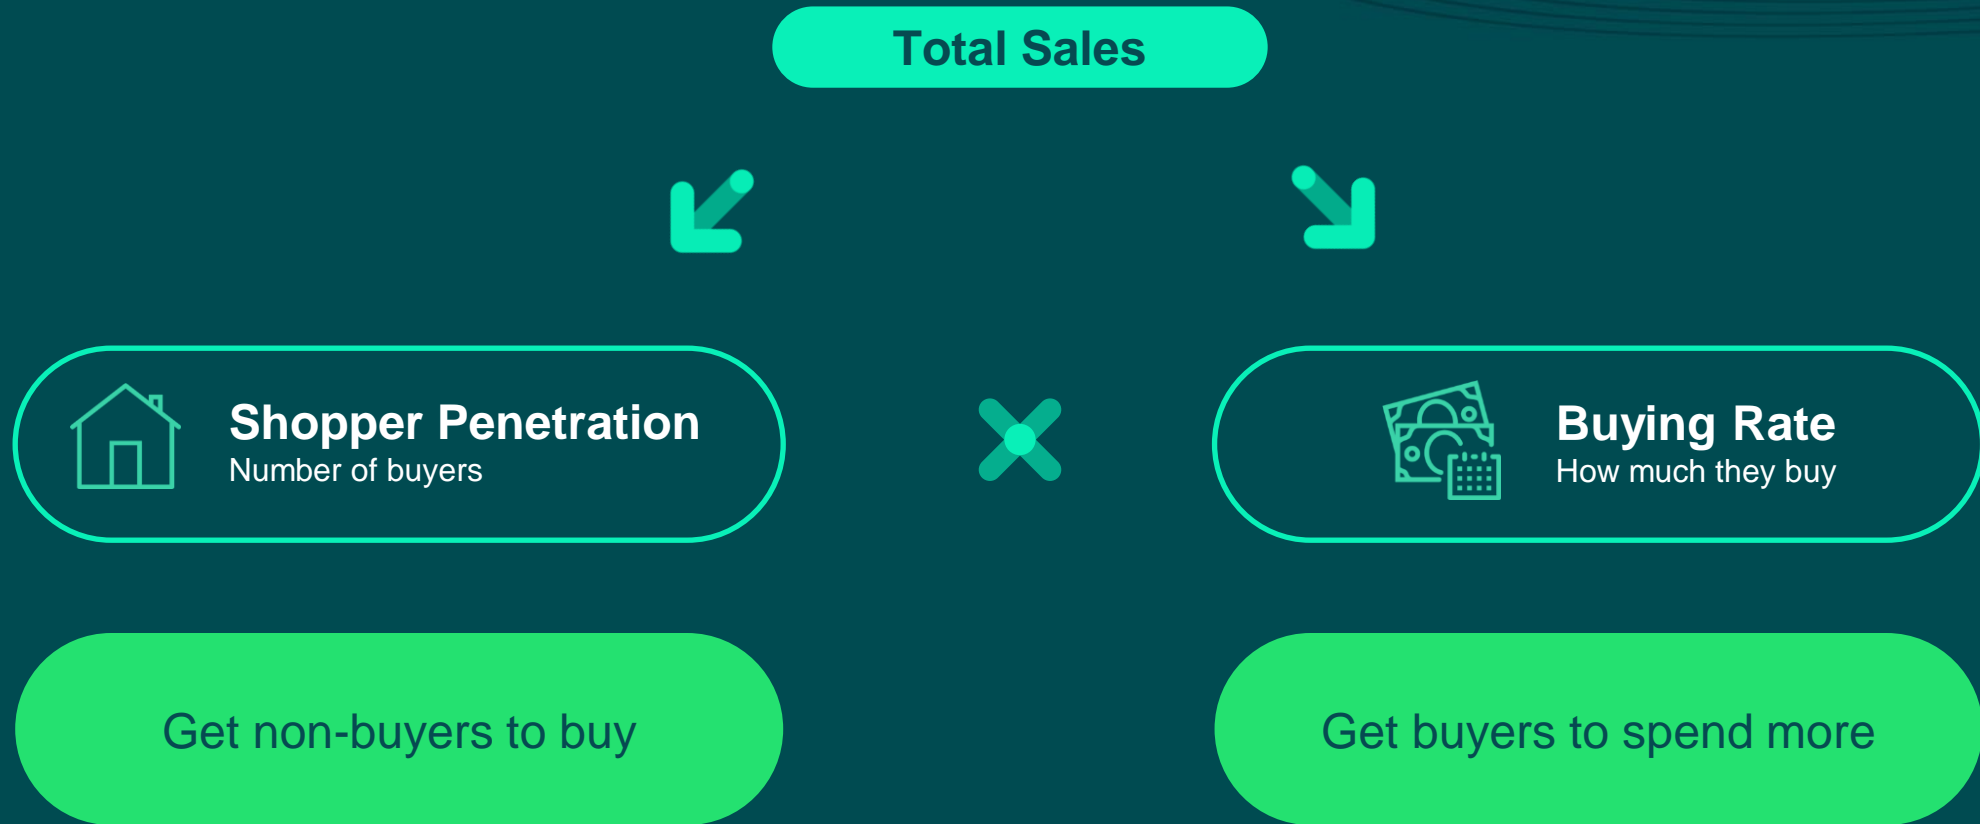 Total Sales
Shopper Penetration
Number of buyers
Buying Rate
How much they buy
Get non-buyers to buy
Get buyers to spend more